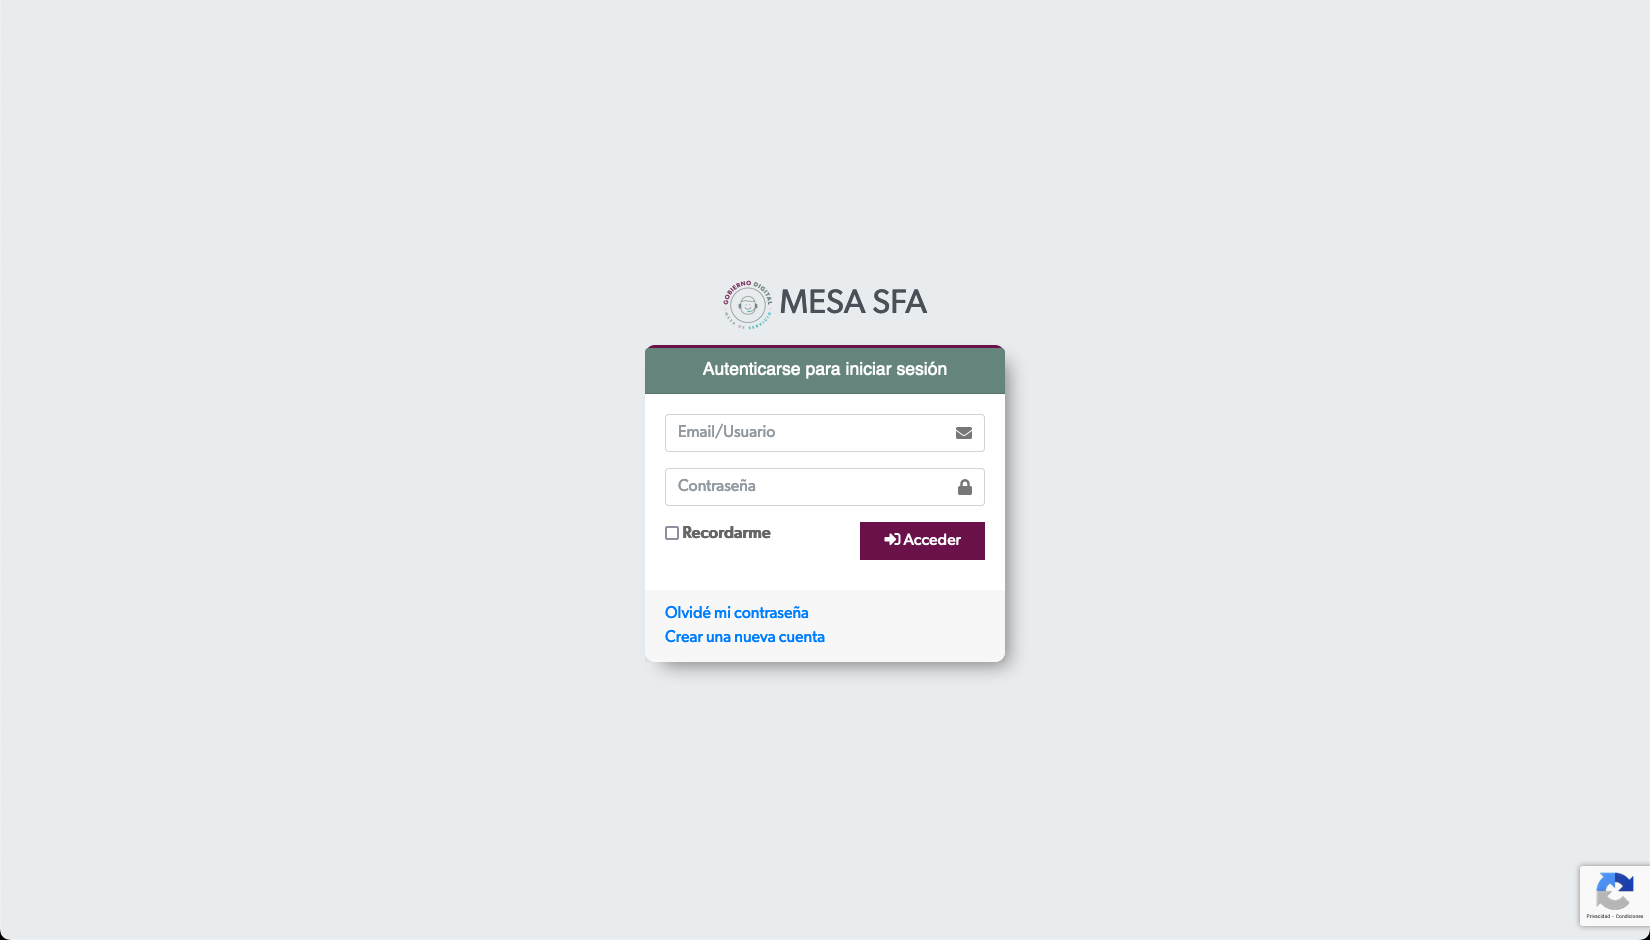 GOBIERNO DIGITAL
MESA DE SERVICIO
MESA SFA
Autenticarse para iniciar sesión
Email/Usuario
Contraseña
Recordarme
Acceder
Olvidé mi contraseña
Crear una nueva cuenta
Privacidad - Condiciones